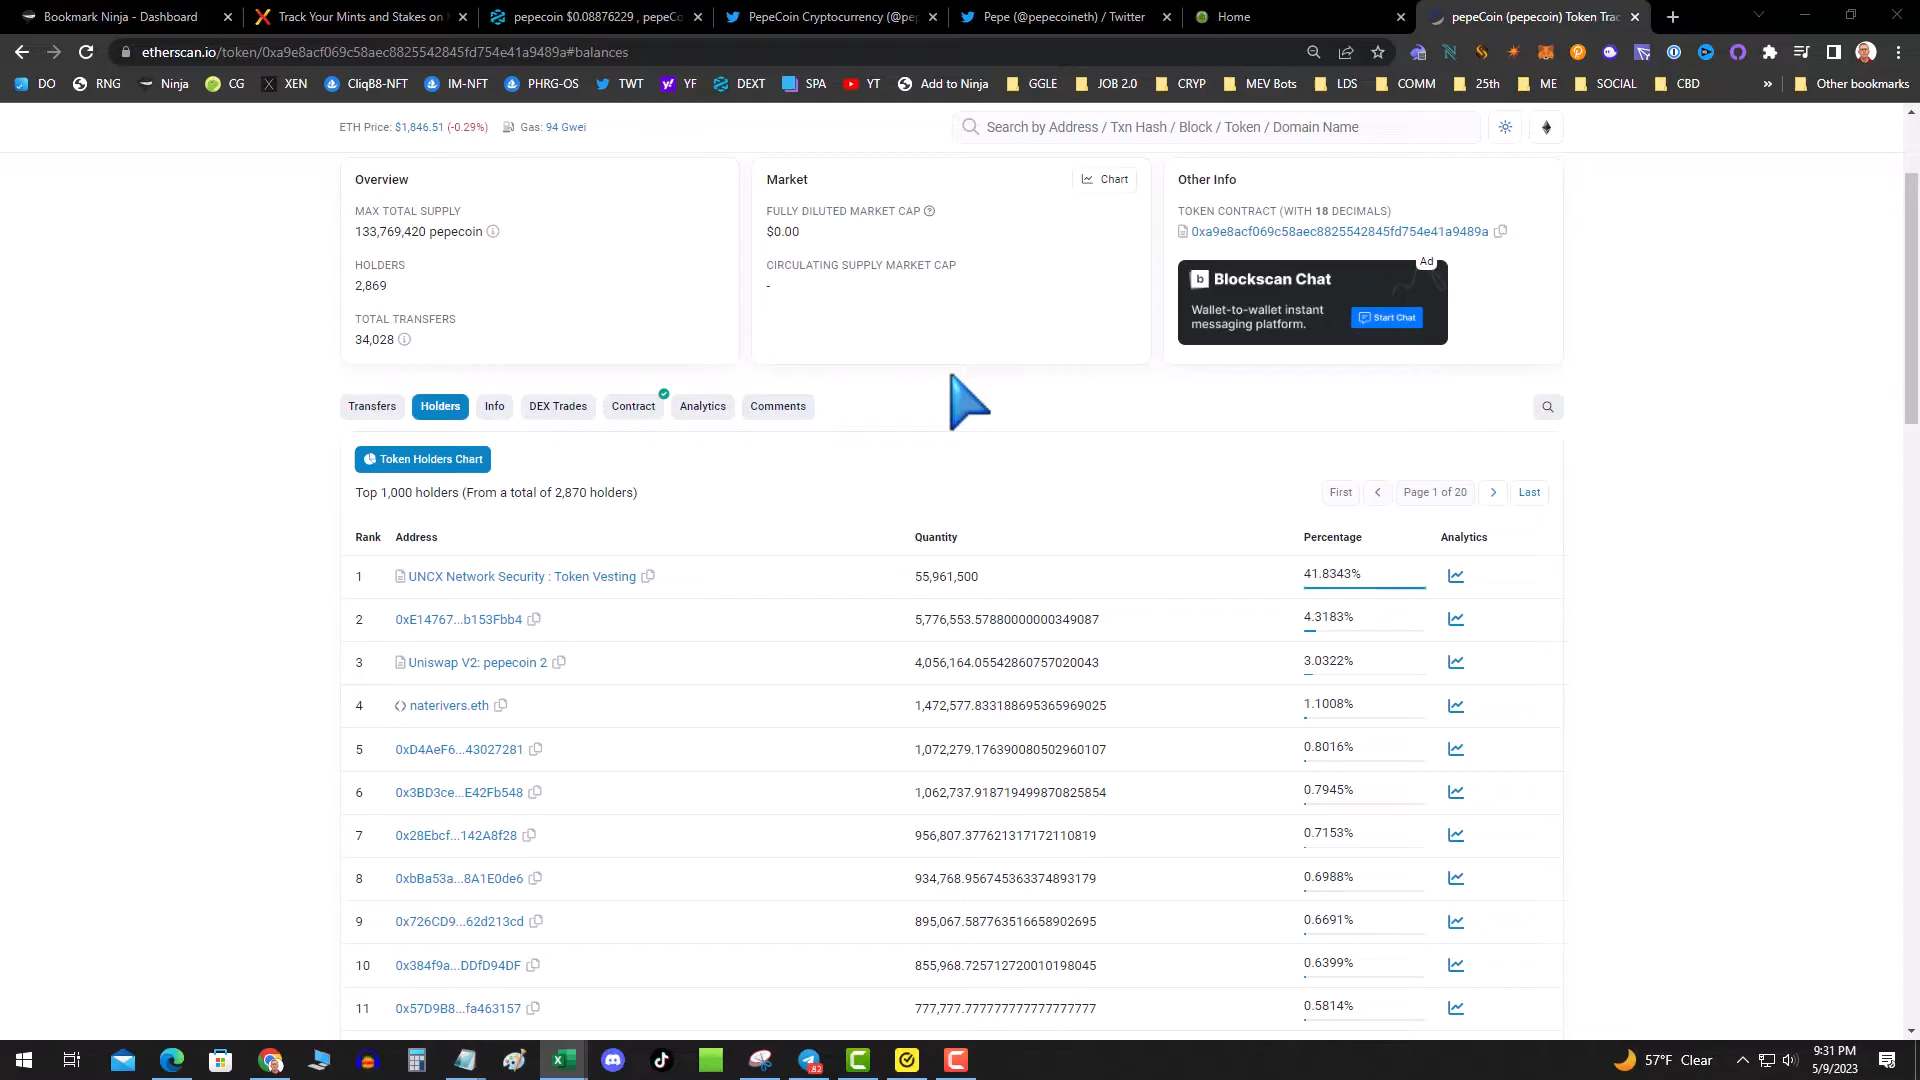 Bookmark Ninja - Dashboard
Track Your Mints and Stakes on
pepecoin $0.08876229 , pepeCo
PepeCoin Cryptocurrency (@pep
Pepe (@pepecoineth) / Twitter
Home
pepeCoin (pepecoin) Token Trac
etherscan.io/token/0xa9e8acf069c58aec8825542845fd754e41a9489a#balances
DO RNG Ninja CG XEN CliqB8-NFT IM-NFT PHRG-OS TWT YF DEXT SPA YT Add to Ninja GGLE JOB 2.0 CRYP MEV Bots LDS COMM 25th ME SOCIAL CBD » Other bookmarks
ETH Price: $1,846.51 (-0.29%) Gas: 94 Gwei
Search by Address / Txn Hash / Block / Token / Domain Name
Overview
MAX TOTAL SUPPLY
133,769,420 pepecoin
HOLDERS
2,869
TOTAL TRANSFERS
34,028
Market
Chart
FULLY DILUTED MARKET CAP
$0.00
CIRCULATING SUPPLY MARKET CAP
-
Other Info
TOKEN CONTRACT (WITH 18 DECIMALS)
0xa9e8acf069c58aec8825542845fd754e41a9489a
Ad
b Blockscan Chat
Wallet-to-wallet instant
messaging platform.
Start Chat
Transfers Holders Info DEX Trades Contract Analytics Comments
Token Holders Chart
Top 1,000 holders (From a total of 2,870 holders)
First Page 1 of 20 Last
Rank Address Quantity Percentage Analytics
1 UNCX Network Security : Token Vesting 55,961,500 41.8343%
2 0xE14767...b153Fbb4 5,776,553.57880000000349087 4.3183%
3 Uniswap V2: pepecoin 2 4,056,164.05542860757020043 3.0322%
4 naterivers.eth 1,472,577.833188695365969025 1.1008%
5 0xD4AeF6...43027281 1,072,279.176390080502960107 0.8016%
6 0x3BD3ce...E42Fb548 1,062,737.918719499870825854 0.7945%
7 0x28Ebcf...142A8f28 956,807.377621317172110819 0.7153%
8 0xbBa53a...8A1E0de6 934,768.956745363374893179 0.6988%
9 0x726CD9...62d213cd 895,067.587763516658902695 0.6691%
10 0x384f9a...DDfD94DF 855,968.725712720010198045 0.6399%
11 0x57D9B8...fa463157 777,777.777777777777777777 0.5814%
82
57°F Clear
9:31 PM
5/9/2023